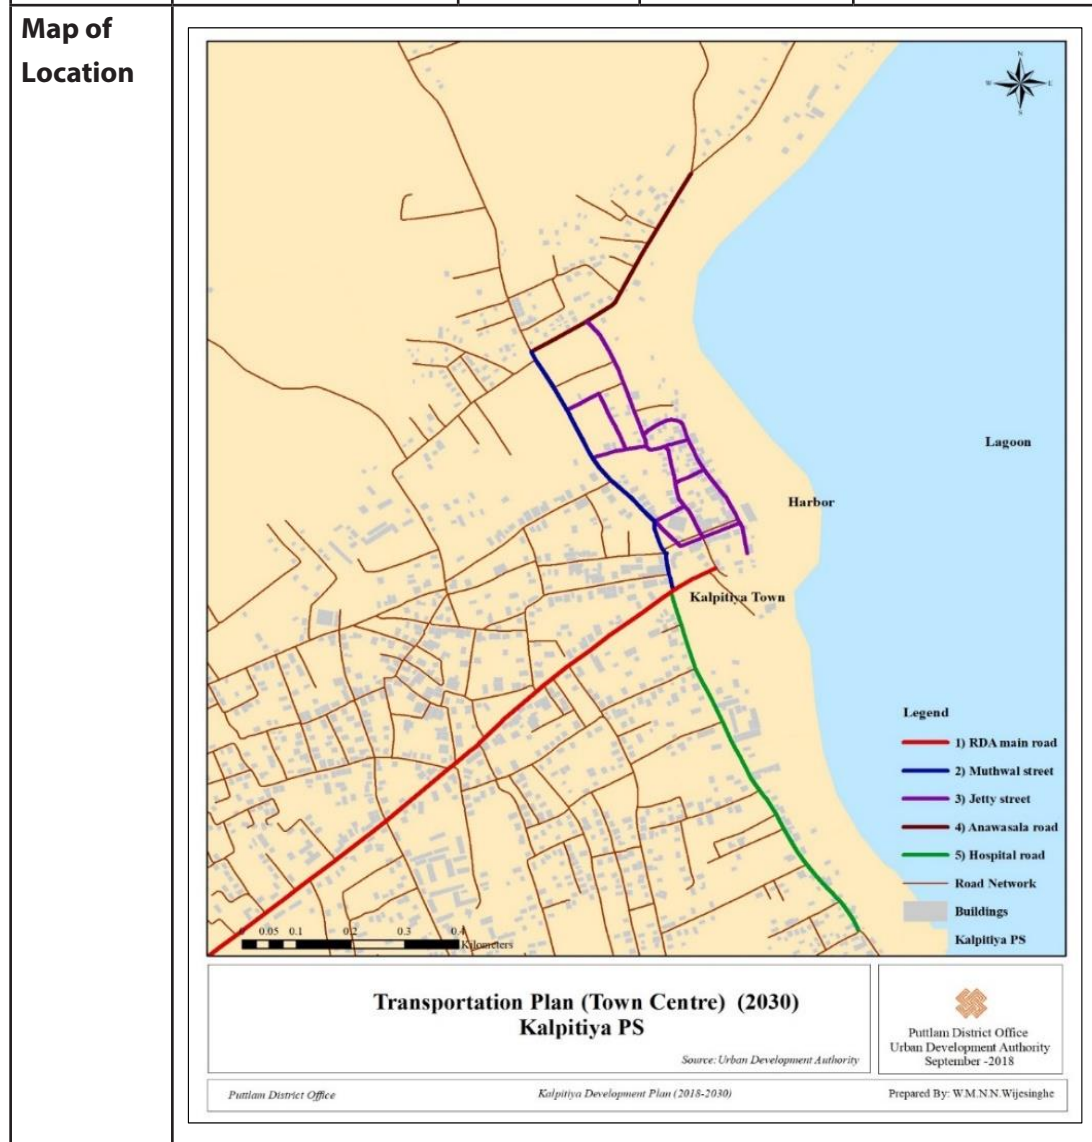 Map of
Location
N
W
E
S
Lagoon
Harbor
Kalpitiya Town
Legend
1) RDA main road
2) Muthwal street
3) Jetty street
4) Anawasala road
5) Hospital road
Road Network
Buildings
Kalpitiya PS
0 0.05 0.1 0.2 0.3 0.4
Kilometers
Transportation Plan (Town Centre) (2030)
Kalpitiya PS
Source: Urban Development Authority
Puttlam District Office
Urban Development Authority
September -2018
Puttlam District Office
Kalpitiya Development Plan (2018-2030)
Prepared By: W.M.N.N.Wijesinghe